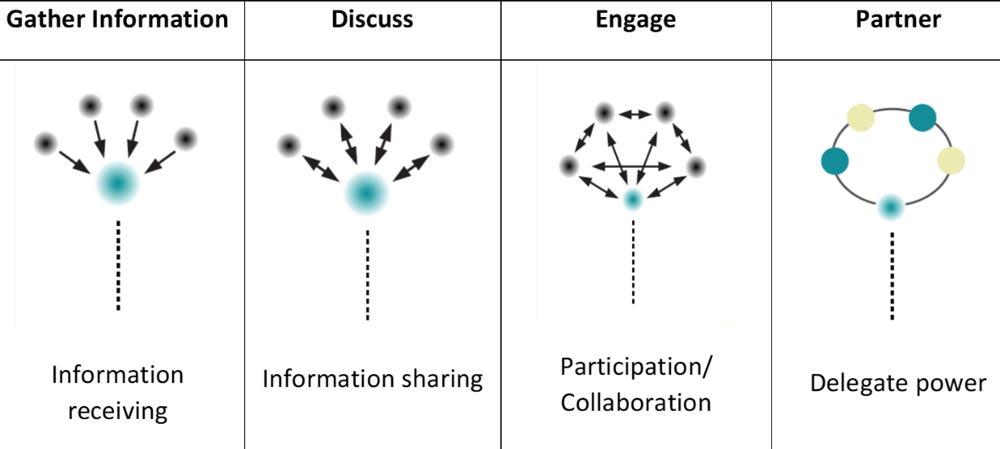 Gather Information
Discuss
Engage
Partner
Information
receiving
Information sharing
Participation/
Collaboration
Delegate power